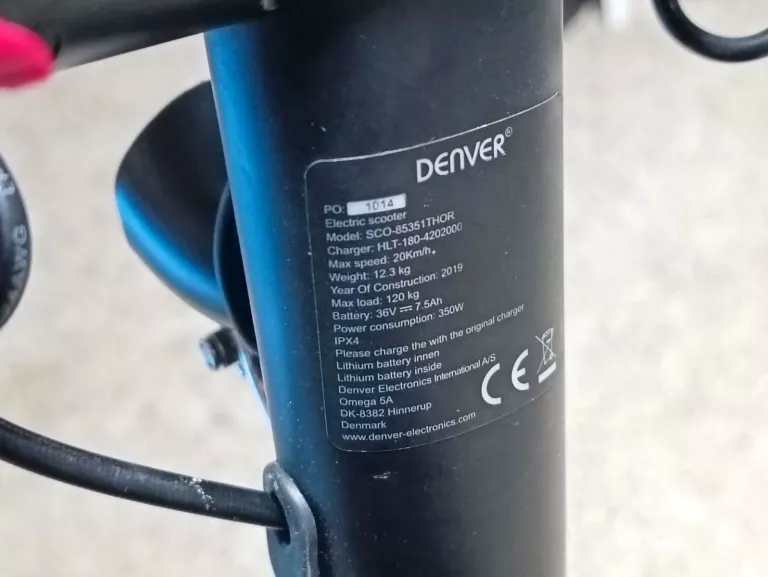 DENVER®
PO: 1014
Electric scooter
Model: SCO-85351THOR
Charger: HLT-180-4202000
Max speed: 20Km/h.
Weight: 12.3 kg
Year Of Construction: 2019
Max load: 120 kg
Battery: 36V ⎓ 7.5Ah
Power consumption: 350W
IPX4
Please charge the with the original charger
Lithium battery innen
Lithium battery inside
Denver Electronics International A/S
Omega 5A
DK-8382 Hinnerup
Denmark
www.denver-electronics.com
CE
AWG